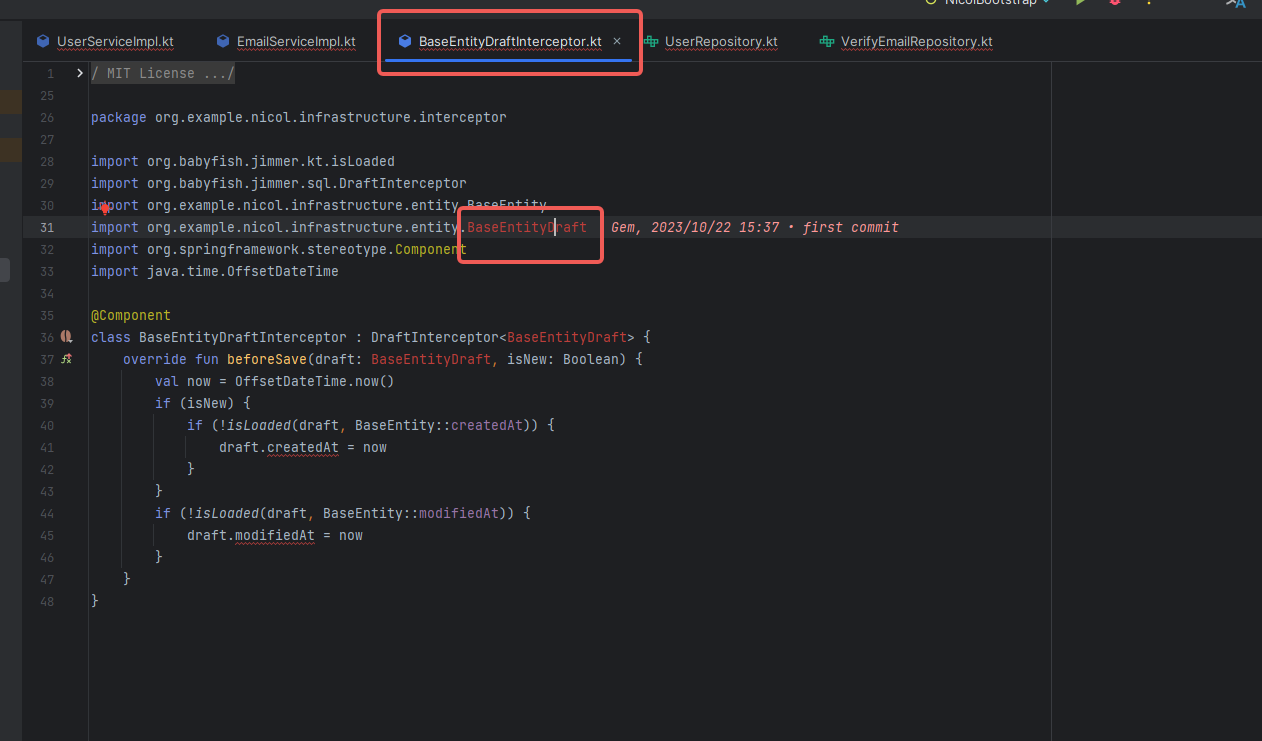 NicolBootstrap
UserServiceImpl.kt EmailServiceImpl.kt BaseEntityDraftInterceptor.kt × UserRepository.kt VerifyEmailRepository.kt
1 / MIT License .../
25
26 package org.example.nicol.infrastructure.interceptor
27
28 import org.babyfish.jimmer.kt.isLoaded
29 import org.babyfish.jimmer.sql.DraftInterceptor
30 import org.example.nicol.infrastructure.entity.BaseEntity
31 import org.example.nicol.infrastructure.entity.BaseEntityDraft Gem, 2023/10/22 15:37 • first commit
32 import org.springframework.stereotype.Component
33 import java.time.OffsetDateTime
34
35 @Component
36 class BaseEntityDraftInterceptor : DraftInterceptor<BaseEntityDraft> {
37 override fun beforeSave(draft: BaseEntityDraft, isNew: Boolean) {
38 val now = OffsetDateTime.now()
39 if (isNew) {
40 if (!isLoaded(draft, BaseEntity::createdAt)) {
41 draft.createdAt = now
42 }
43 }
44 if (!isLoaded(draft, BaseEntity::modifiedAt)) {
45 draft.modifiedAt = now
46 }
47 }
48 }